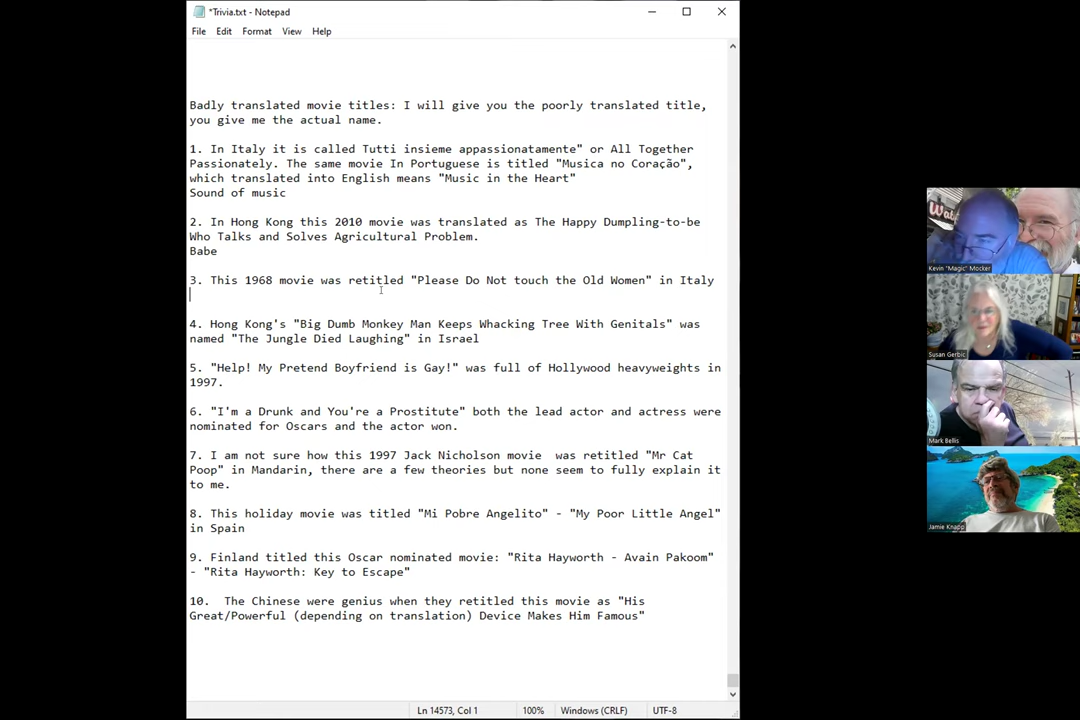 *Trivia.txt - Notepad
File Edit Format View Help
Badly translated movie titles: I will give you the poorly translated title,
you give me the actual name.
1. In Italy it is called Tutti insieme appassionatamente" or All Together
Passionately. The same movie In Portuguese is titled "Musica no Coração",
which translated into English means "Music in the Heart"
Sound of music
2. In Hong Kong this 2010 movie was translated as The Happy Dumpling-to-be
Who Talks and Solves Agricultural Problem.
Babe
3. This 1968 movie was retitled "Please Do Not touch the Old Women" in Italy
4. Hong Kong's "Big Dumb Monkey Man Keeps Whacking Tree With Genitals" was
named "The Jungle Died Laughing" in Israel
5. "Help! My Pretend Boyfriend is Gay!" was full of Hollywood heavyweights in
1997.
6. "I'm a Drunk and You're a Prostitute" both the lead actor and actress were
nominated for Oscars and the actor won.
7. I am not sure how this 1997 Jack Nicholson movie  was retitled "Mr Cat
Poop" in Mandarin, there are a few theories but none seem to fully explain it
to me.
8. This holiday movie was titled "Mi Pobre Angelito" - "My Poor Little Angel"
in Spain
9. Finland titled this Oscar nominated movie: "Rita Hayworth - Avain Pakoom"
- "Rita Hayworth: Key to Escape"
10.  The Chinese were genius when they retitled this movie as "His
Great/Powerful (depending on translation) Device Makes Him Famous"
Ln 14573, Col 1 100% Windows (CRLF) UTF-8
Kevin "Magic" Mocker
Susan Gerbic
Mark Bellis
Jamie Knapp